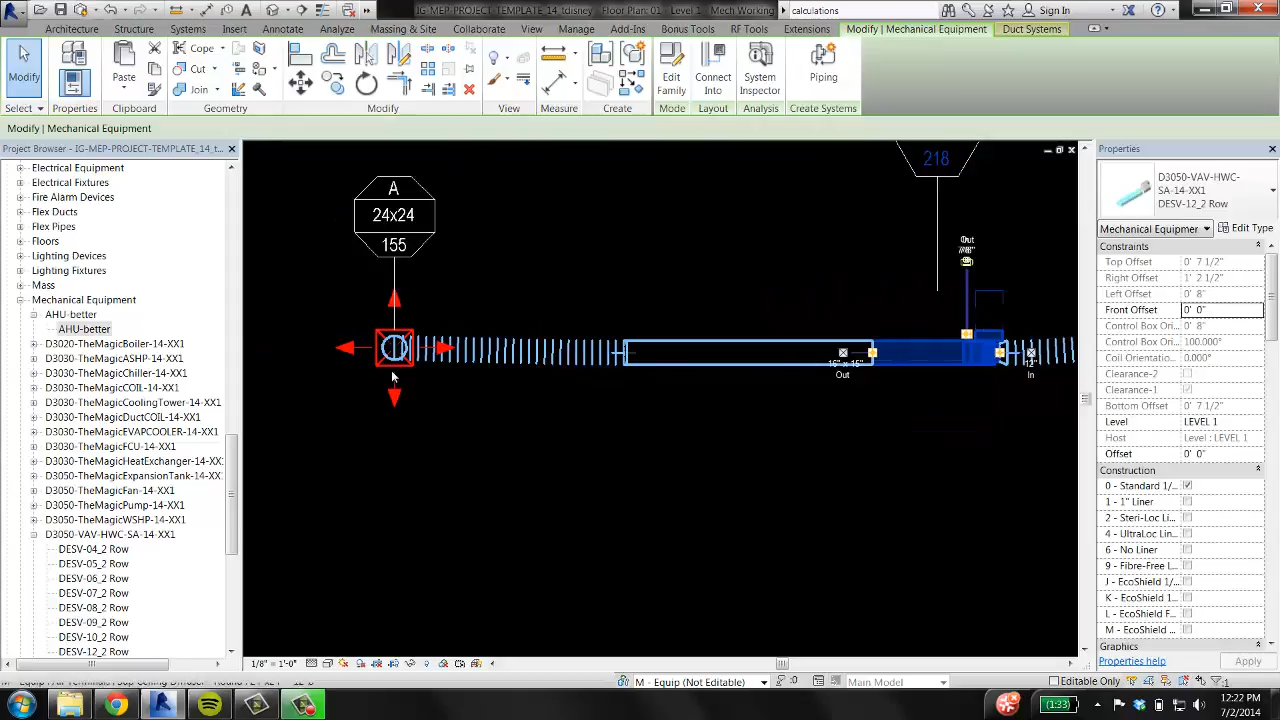 IG-MEP-PROJECT-TEMPLATE_14_tdisney
Floor Plan: 01 - Level 1 - Mech Working
calculations
Sign In
Architecture Structure Systems Insert Annotate Analyze Massing & Site Collaborate View Manage Add-Ins Bonus Tools RF Tools Extensions Modify | Mechanical Equipment Duct Systems
Modify
Paste
Cope
Cut
Join
Edit Family
Connect Into
System Inspector
Piping
Select Properties Clipboard Geometry Modify View Measure Create Mode Layout Analysis Create Systems
Modify | Mechanical Equipment
Project Browser - IG-MEP-PROJECT-TEMPLATE_14_t...
Electrical Equipment
Electrical Fixtures
Fire Alarm Devices
Flex Ducts
Flex Pipes
Floors
Lighting Devices
Lighting Fixtures
Mass
Mechanical Equipment
AHU-better
AHU-better
D3020-TheMagicBoiler-14-XX1
D3030-TheMagicASHP-14-XX1
D3030-TheMagicChiller-14-XX1
D3030-TheMagicCOIL-14-XX1
D3030-TheMagicCoolingTower-14-XX1
D3030-TheMagicDuctCOIL-14-XX1
D3030-TheMagicEVAPCOOLER-14-XX1
D3030-TheMagicFCU-14-XX1
D3030-TheMagicHeatExchanger-14-XX1
D3030-TheMagicExpansionTank-14-XX1
D3050-TheMagicFan-14-XX1
D3050-TheMagicPump-14-XX1
D3050-TheMagicWSHP-14-XX1
D3050-VAV-HWC-SA-14-XX1
DESV-04_2 Row
DESV-05_2 Row
DESV-06_2 Row
DESV-07_2 Row
DESV-08_2 Row
DESV-09_2 Row
DESV-10_2 Row
DESV-12_2 Row
A
24x24
155
218
Out
Out
12"
In
Properties
D3050-VAV-HWC-
SA-14-XX1
DESV-12_2 Row
Mechanical Equipmer
Edit Type
Constraints
Top Offset 0' 7 1/2"
Right Offset 1' 2 1/2"
Left Offset 0' 8"
Front Offset 0' 0"
Control Box Ori... 0' 8"
Control Box Ori... 100.000°
Coil Orientatio... 0.000°
Clearance-2
Clearance-1
Bottom Offset 0' 7 1/2"
Level LEVEL 1
Host Level : LEVEL 1
Offset 0' 0"
Construction
0 - Standard 1/...
1 - 1" Liner
2 - Steri-Loc Li...
4 - UltraLoc Lin...
6 - No Liner
9 - Fibre-Free L...
J - EcoShield 1...
K - EcoShield 1...
L - EcoShield F...
M - EcoShield ...
Graphics
Properties help
Apply
1/8" = 1'-0"
M - Equip (Not Editable)
:0
Main Model
Editable Only
:1
(1:33)
12:22 PM
7/2/2014